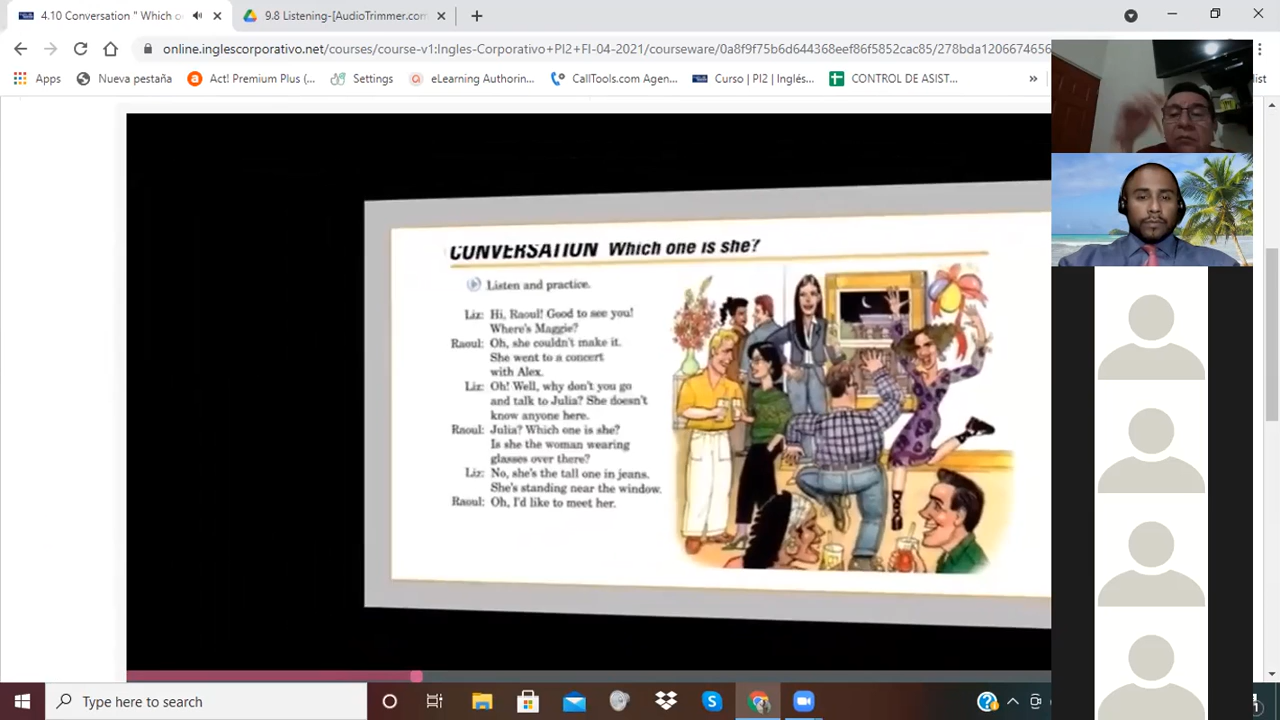 4.10 Conversation " Which o
9.8 Listening-[AudioTrimmer.com
online.inglescorporativo.net/courses/course-v1:Ingles-Corporativo+PI2+FI-04-2021/courseware/0a8f9f75b6d644368eef86f5852cac85/278bda1206674656
Apps
Nueva pestaña
Act! Premium Plus (...
Settings
eLearning Authorin...
CallTools.com Agen...
Curso | PI2 | Inglés...
CONTROL DE ASIST...
»
list
CONVERSATION Which one is she?
Listen and practice.
Liz: Hi, Raoul! Good to see you!
Where's Maggie?
Raoul: Oh, she couldn't make it.
She went to a concert
with Alex.
Liz: Oh! Well, why don't you go
and talk to Julia? She doesn't
know anyone here.
Raoul: Julia? Which one is she?
Is she the woman wearing
glasses over there?
Liz: No, she's the tall one in jeans.
She's standing near the window.
Raoul: Oh, I'd like to meet her.
Type here to search